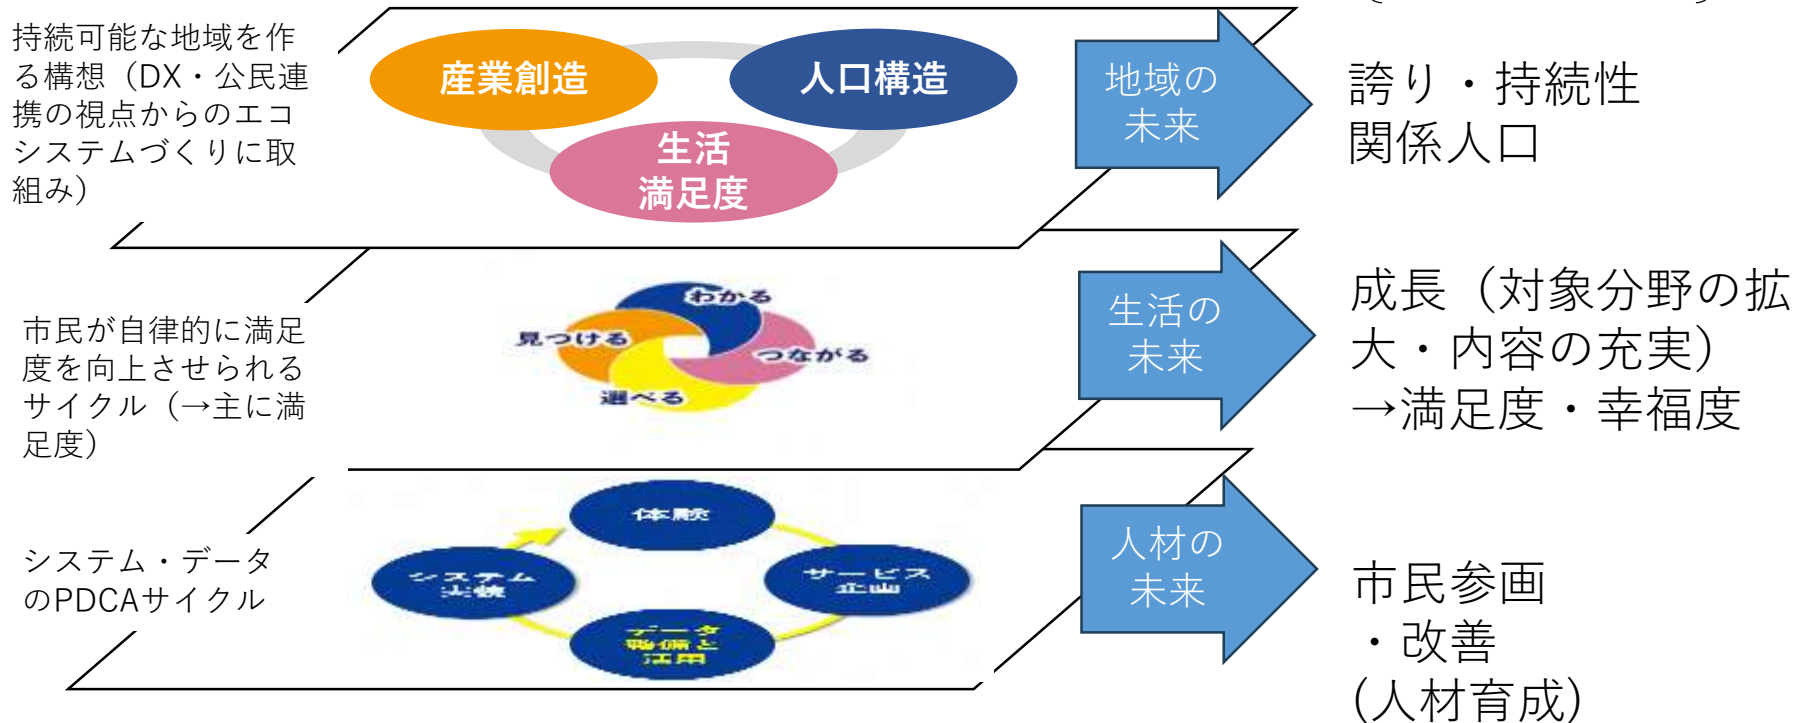 持続可能な地域を作
る構想（DX・公民連
携の視点からのエコ
システムづくりに取
組み）
産業創造
人口構造
生活
満足度
地域の
未来
誇り・持続性
関係人口
市民が自律的に満足
度を向上させられる
サイクル（→主に満
足度）
わかる
見つける
つながる
選べる
生活の
未来
成長（対象分野の拡
大・内容の充実）
→満足度・幸福度
システム・データ
のPDCAサイクル
体験
システム
実装
サービス
企画
データ
整備と
活用
人材の
未来
市民参画
・改善
(人材育成)